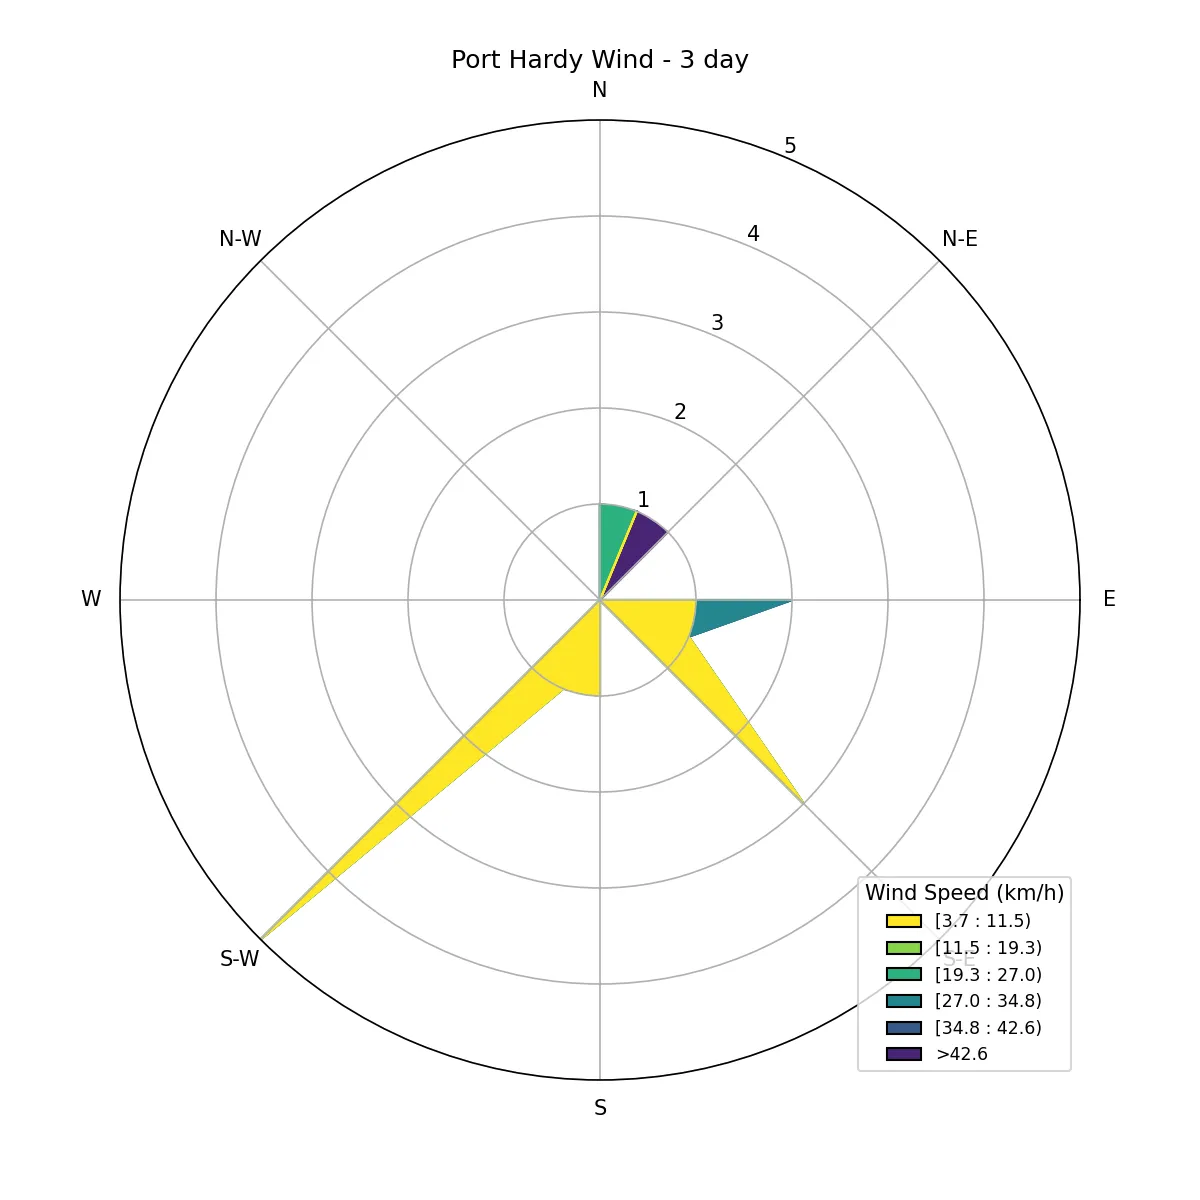 Port Hardy Wind - 3 day
N
5
N-W
N-E
4
3
2
1
W
E
S-W
S-E
Wind Speed (km/h)
[3.7 : 11.5)
[11.5 : 19.3)
[19.3 : 27.0)
[27.0 : 34.8)
[34.8 : 42.6)
>42.6
S